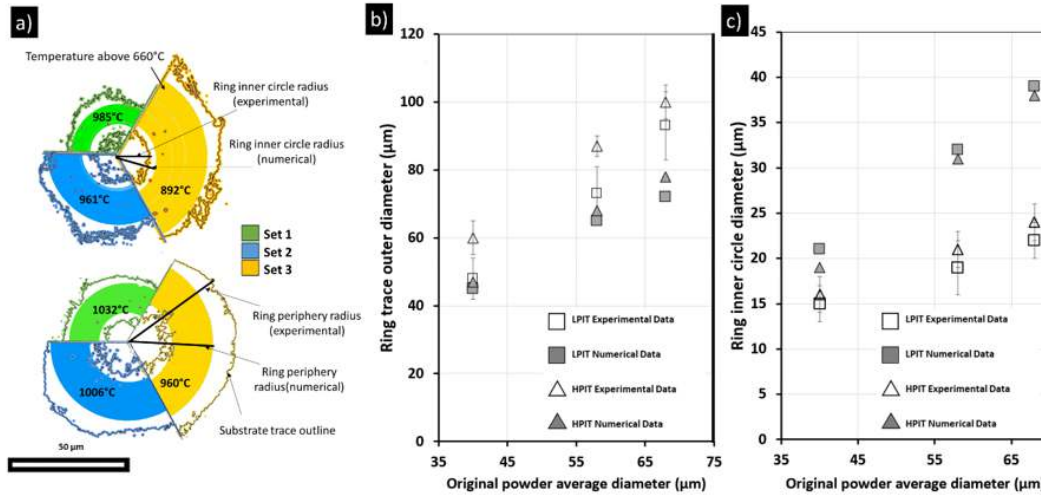 a)
Temperature above 660°C
Ring inner circle radius
(experimental)
985°C
Ring inner circle radius
(numerical)
961°C
892°C
Set 1
Set 2
Set 3
1032°C
Ring periphery radius
(experimental)
1006°C
960°C
Ring periphery
radius(numerical)
Substrate trace outline
50 µm
b)
Ring trace outer diameter (µm)
120
100
80
60
40
20
0
LPIT Experimental Data
LPIT Numerical Data
HPIT Experimental Data
HPIT Numerical Data
35
45
55
65
75
Original powder average diameter (µm)
c)
Ring inner circle diameter (µm)
45
40
35
30
25
20
15
10
5
0
LPIT Experimental Data
LPIT Numerical Data
HPIT Experimental Data
HPIT Numerical Data
35
45
55
65
Original powder average diameter (µm)